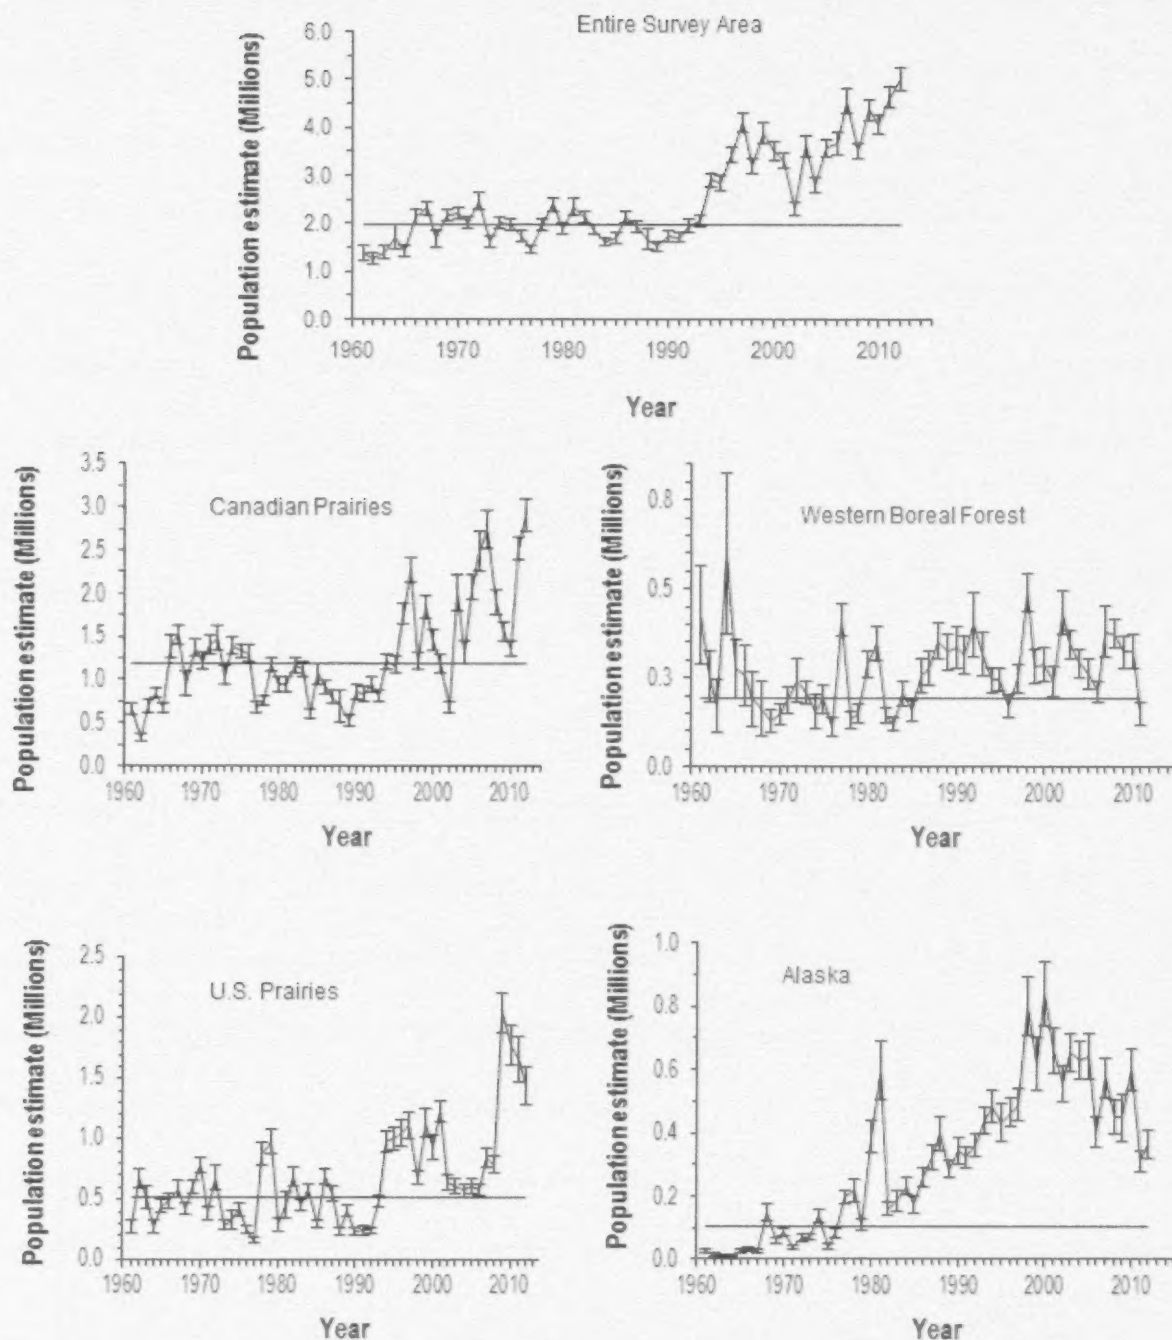 Entire Survey Area
Population estimate (Millions)
6.0
5.0
4.0
3.0
2.0
1.0
0.0
1960 1970 1980 1990 2000 2010
Year
Canadian Prairies
Population estimate (Millions)
3.5
3.0
2.5
2.0
1.5
1.0
0.5
0.0
1960 1970 1980 1990 2000 2010
Year
Western Boreal Forest
Population estimate (Millions)
0.8
0.5
0.3
0.0
1960 1970 1980 1990 2000 2010
Year
U.S. Prairies
Population estimate (Millions)
2.5
2.0
1.5
1.0
0.5
0.0
1960 1970 1980 1990 2000 2010
Year
Alaska
Population estimate (Millions)
1.0
0.8
0.6
0.4
0.2
0.0
1960 1970 1980 1990 2000 2010
Year